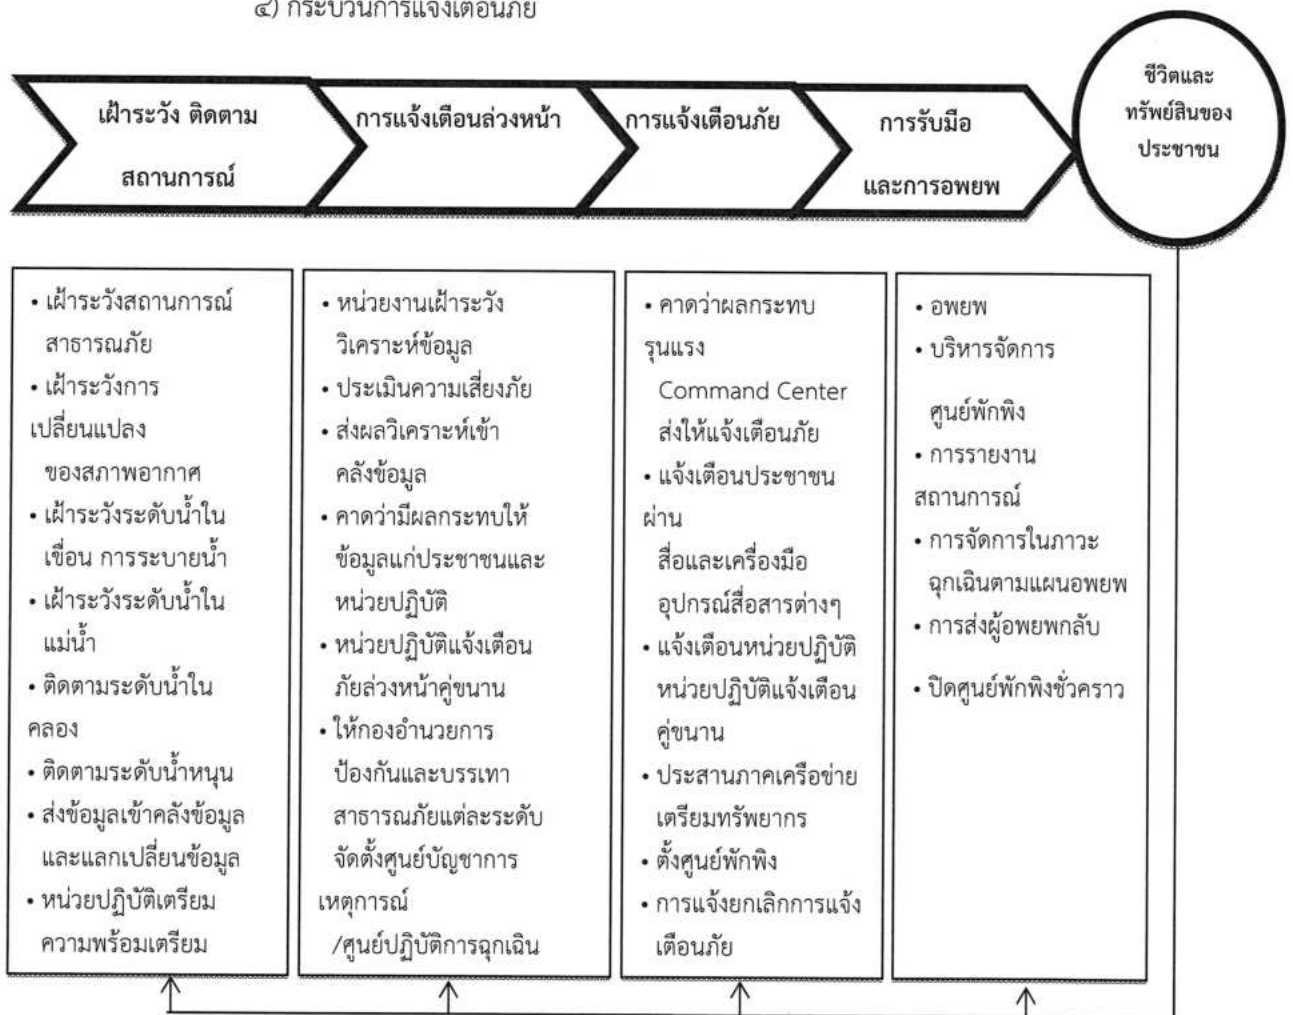 ๔) กระบวนการแจ้งเตือนภัย
เฝ้าระวัง ติดตาม
สถานการณ์
การแจ้งเตือนล่วงหน้า
การแจ้งเตือนภัย
การรับมือ
และการอพยพ
ชีวิตและ
ทรัพย์สินของ
ประชาชน
• เฝ้าระวังสถานการณ์
สาธารณภัย
• เฝ้าระวังการ
เปลี่ยนแปลง
ของสภาพอากาศ
• เฝ้าระวังระดับน้ำใน
เขื่อน การระบายน้ำ
• เฝ้าระวังระดับน้ำใน
แม่น้ำ
• ติดตามระดับน้ำใน
คลอง
• ติดตามระดับน้ำหนุน
• ส่งข้อมูลเข้าคลังข้อมูล
และแลกเปลี่ยนข้อมูล
• หน่วยปฏิบัติเตรียม
ความพร้อมเตรียม
• หน่วยงานเฝ้าระวัง
วิเคราะห์ข้อมูล
• ประเมินความเสี่ยงภัย
• ส่งผลวิเคราะห์เข้า
คลังข้อมูล
• คาดว่ามีผลกระทบให้
ข้อมูลแก่ประชาชนและ
หน่วยปฏิบัติ
• หน่วยปฏิบัติแจ้งเตือน
ภัยล่วงหน้าคู่ขนาน
• ให้กองอำนวยการ
ป้องกันและบรรเทา
สาธารณภัยแต่ละระดับ
จัดตั้งศูนย์บัญชาการ
เหตุการณ์
/ศูนย์ปฏิบัติการฉุกเฉิน
• คาดว่าผลกระทบ
รุนแรง
Command Center
ส่งให้แจ้งเตือนภัย
• แจ้งเตือนประชาชน
ผ่าน
สื่อและเครื่องมือ
อุปกรณ์สื่อสารต่างๆ
• แจ้งเตือนหน่วยปฏิบัติ
หน่วยปฏิบัติแจ้งเตือน
คู่ขนาน
• ประสานภาคเครือข่าย
เตรียมทรัพยากร
• ตั้งศูนย์พักพิง
• การแจ้งยกเลิกการแจ้ง
เตือนภัย
• อพยพ
• บริหารจัดการ
ศูนย์พักพิง
• การรายงาน
สถานการณ์
• การจัดการในภาวะ
ฉุกเฉินตามแผนอพยพ
• การส่งผู้อพยพกลับ
• ปิดศูนย์พักพิงชั่วคราว